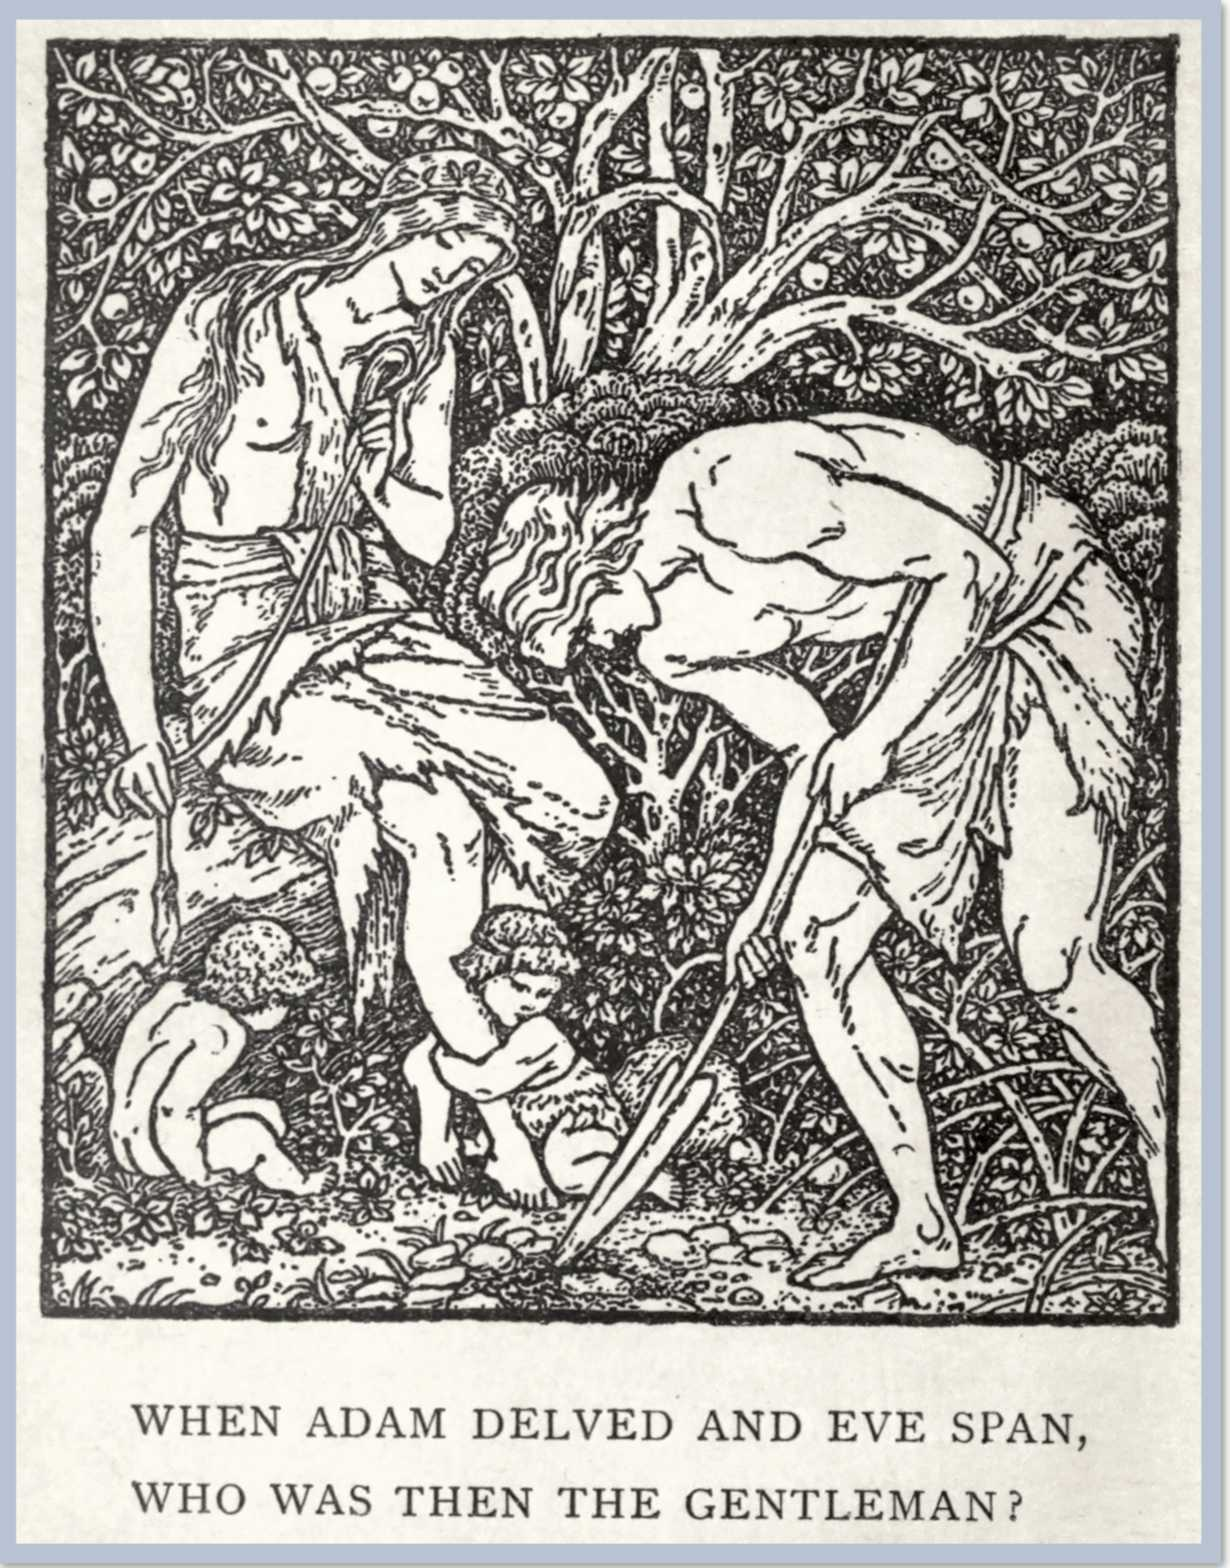 WHEN ADAM DELVED AND EVE SPAN,
WHO WAS THEN THE GENTLEMAN?